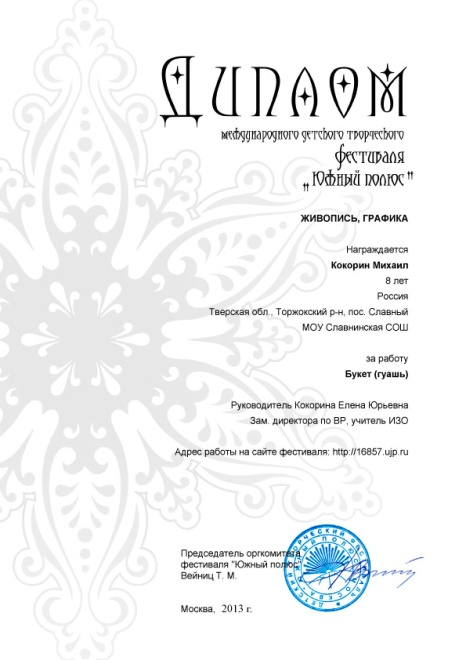 Диплом
международного детского творческого
фестиваля
„Южный полюс"
ЖИВОПИСЬ, ГРАФИКА
Награждается
Кокорин Михаил
8 лет
Россия
Тверская обл., Торжокский р-н, пос. Славный
МОУ Славнинская СОШ
за работу
Букет (гуашь)
Руководитель Кокорина Елена Юрьевна
Зам. директора по ВР, учитель ИЗО
Адрес работы на сайте фестиваля: http://16857.ujp.ru
Председатель оргкомитета
фестиваля "Южный полюс"
Вейниц Т. М.
Москва, 2013 г.